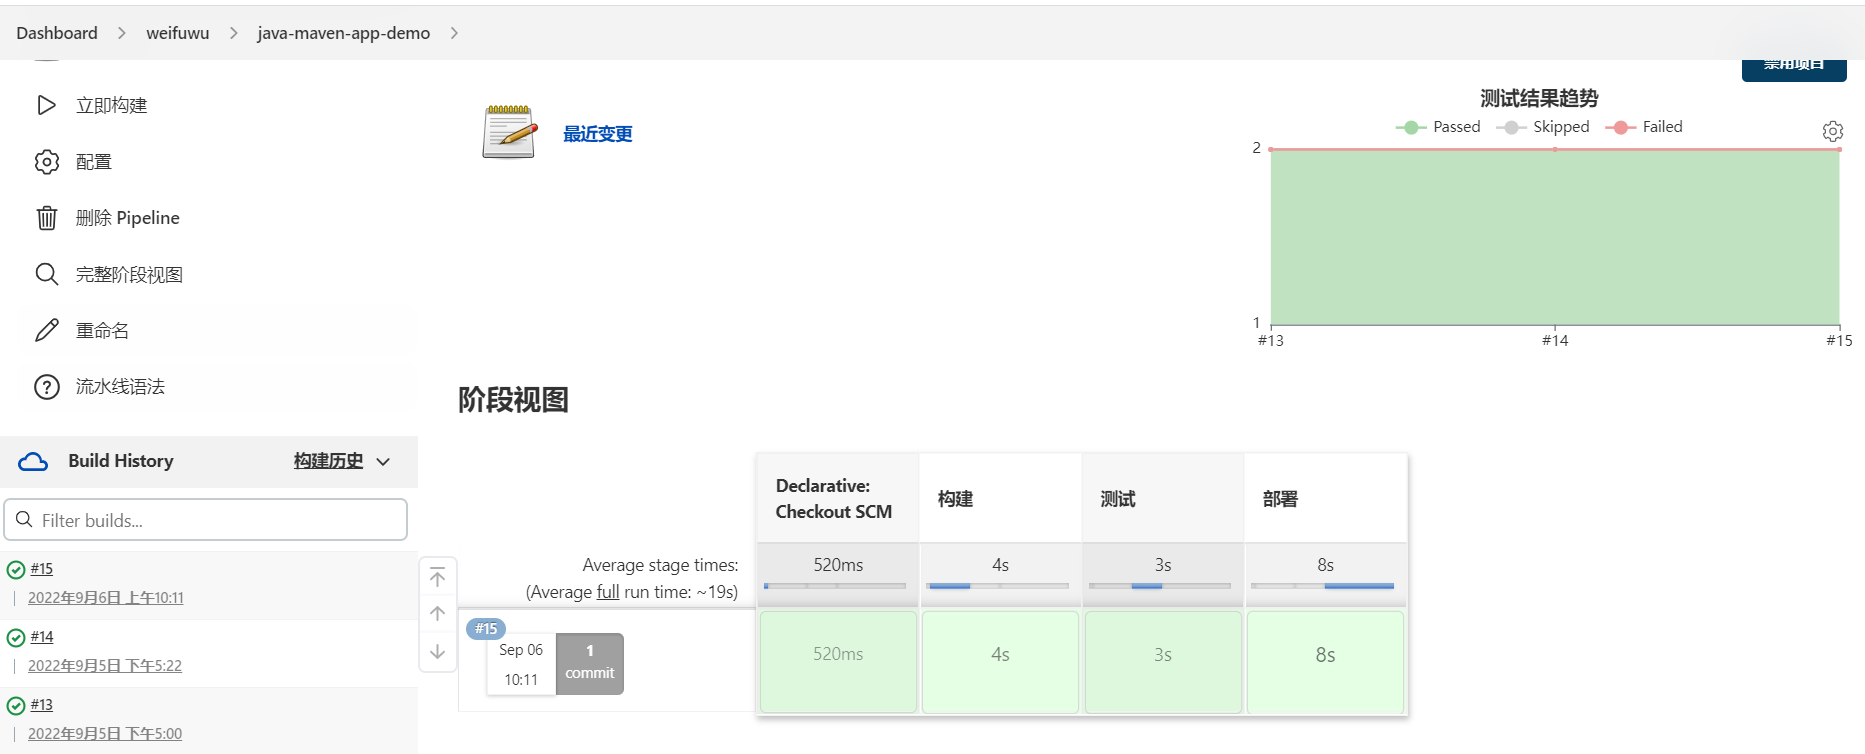 Dashboard > weifuwu > java-maven-app-demo >
禁用项目
立即构建
配置
删除 Pipeline
完整阶段视图
重命名
流水线语法
Build History 构建历史
Filter builds...
#15
2022年9月6日 上午10:11
#14
2022年9月5日 下午5:22
#13
2022年9月5日 下午5:00
最近变更
测试结果趋势
Passed Skipped Failed
2
1
#13 #14 #15
阶段视图
Declarative:
Checkout SCM
构建
测试
部署
Average stage times:
(Average full run time: ~19s)
520ms 4s 3s 8s
#15
Sep 06
10:11
1
commit
520ms 4s 3s 8s